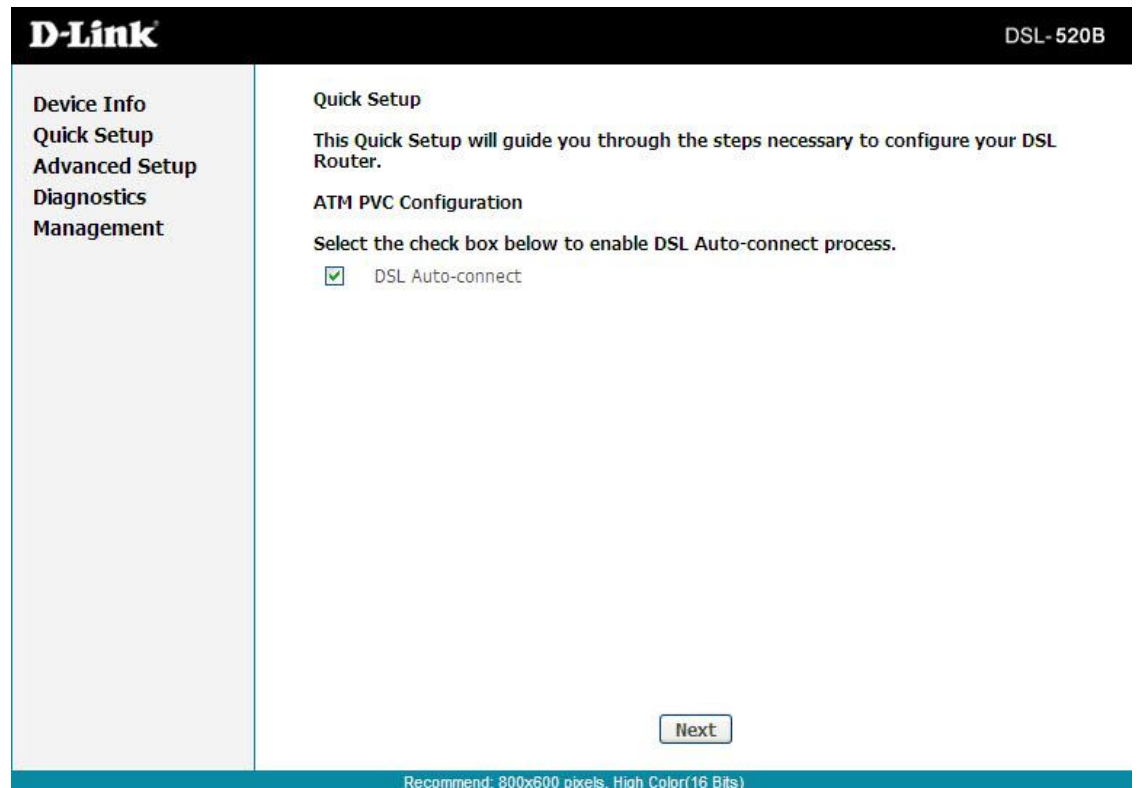 D-Link
DSL-520B
Device Info
Quick Setup
Advanced Setup
Diagnostics
Management
Quick Setup
This Quick Setup will guide you through the steps necessary to configure your DSL
Router.
ATM PVC Configuration
Select the check box below to enable DSL Auto-connect process.
DSL Auto-connect
Next
Recommend: 800x600 pixels, High Color(16 Bits)